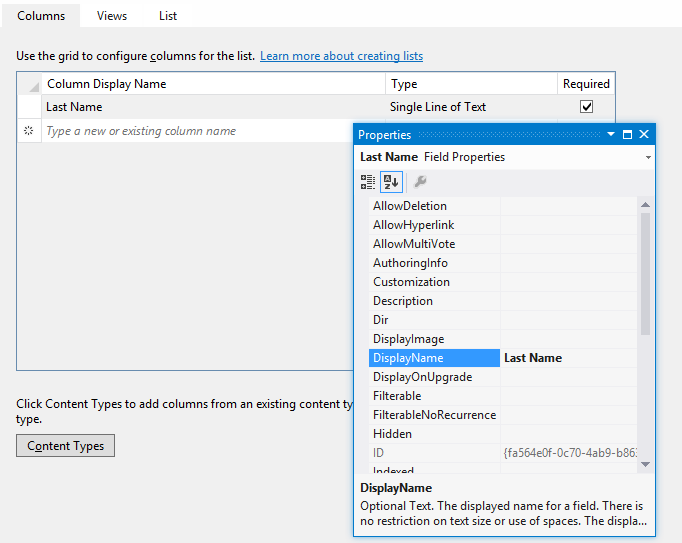 Columns Views List
Use the grid to configure columns for the list. Learn more about creating lists
Column Display Name Type Required
Last Name Single Line of Text
Type a new or existing column name
Properties
Last Name Field Properties
AllowDeletion
AllowHyperlink
AllowMultiVote
AuthoringInfo
Customization
Description
Dir
DisplayImage
DisplayName Last Name
DisplayOnUpgrade
Filterable
FilterableNoRecurrence
Hidden
ID {fa564e0f-0c70-4ab9-b863
Indexed
Click Content Types to add columns from an existing content ty
type.
Content Types
DisplayName
Optional Text. The displayed name for a field. There is
no restriction on text size or use of spaces. The displa...